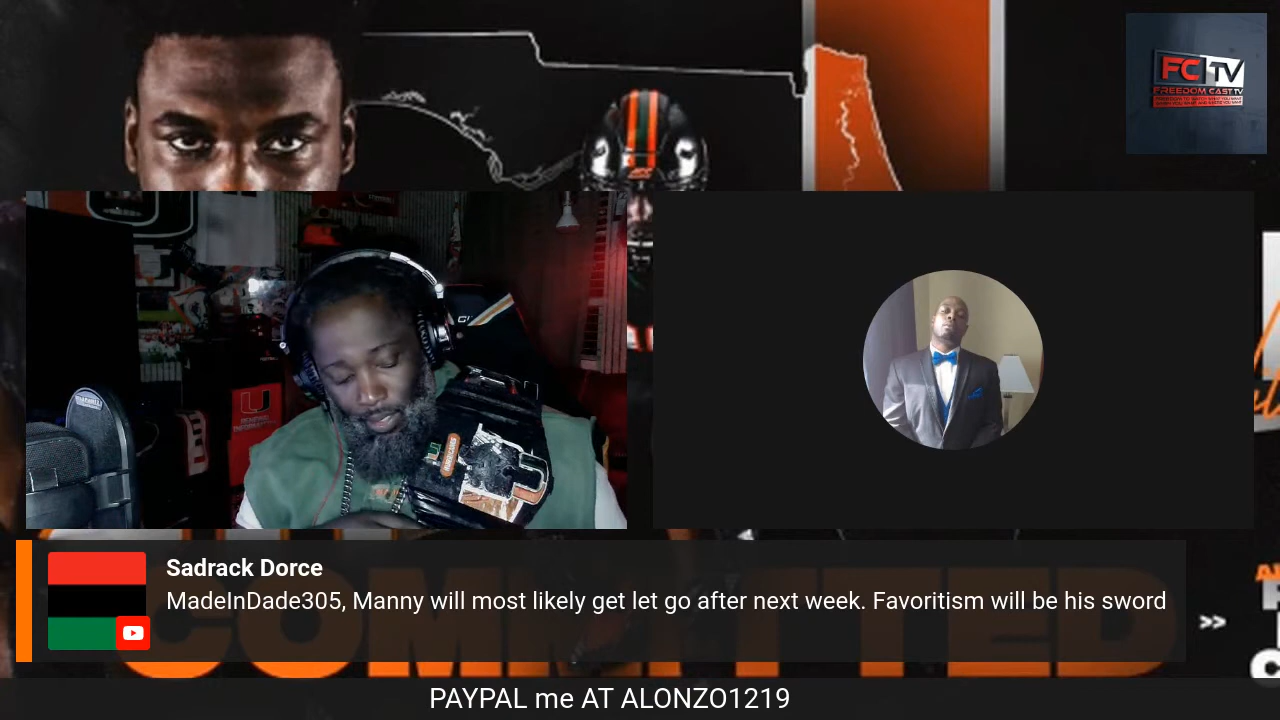 FC TV
FREEDOM CAST TV
Sadrack Dorce
MadeInDade305, Manny will most likely get let go after next week. Favoritism will be his sword
COMMITTED
>>
PAYPAL me AT ALONZO1219